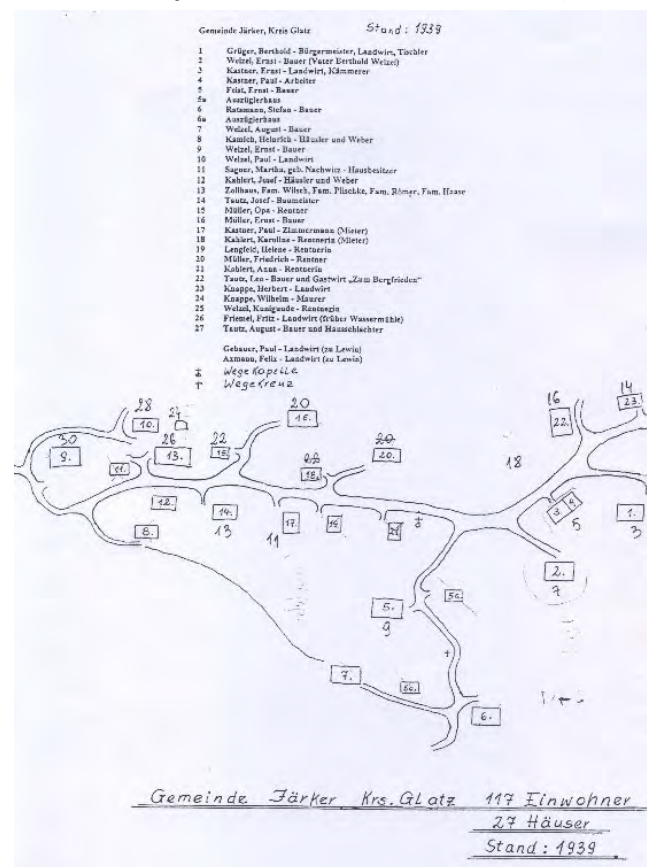 Gemeinde Järker, Kreis Glatz Stand: 1939
1 Grüger, Berthold - Bürgermeister, Landwirt, Tischler
2 Welzel, Ernst - Bauer (Vater Berthold Welzel)
3 Kastner, Ernst - Landwirt, Kämmerer
4 Kastner, Paul - Arbeiter
5 Feist, Ernst - Bauer
5a Auszüglerhaus
6 Ratsmann, Stefan - Bauer
6a Auszüglerhaus
7 Welzel, August - Bauer
8 Kamich, Heinrich - Häusler und Weber
9 Welzel, Ernst - Bauer
10 Welzel, Paul - Landwirt
11 Sagner, Martha, geb. Nachwitz - Hausbesitzer
12 Kahlert, Josef - Häusler und Weber
13 Zollhaus, Fam. Wilsch, Fam. Plischke, Fam. Römer, Fam. Haase
14 Tautz, Josef - Baumeister
15 Müller, Opa - Rentner
16 Müller, Ernst - Bauer
17 Kastner, Paul - Zimmermann (Mieter)
18 Kahlert, Karoline - Rentnerin (Mieter)
19 Lengfeld, Helene - Rentnerin
20 Müller, Friedrich - Rentner
21 Kahlert, Anna - Rentnerin
22 Tautz, Leo - Bauer und Gastwirt „Zum Bergfrieden"
23 Knappe, Herbert - Landwirt
24 Knappe, Wilhelm - Maurer
25 Welzel, Kunigunde - Rentnerin
26 Friemel, Fritz - Landwirt (früher Wassermühle)
27 Tautz, August - Bauer und Hausschlachter
Gebauer, Paul - Landwirt (zu Lewin)
Axmann, Felix - Landwirt (zu Lewin)
Wegekapelle
Wegekreuz
28 24 20 16 14
10. 16. 22. 23.
30 26 22 20 18
9. 13. 15. 18. 20.
11.
12. 14. 17. 3. 4. 1.
8. 13 11 5 3
2.
7
5. 5a.
9
7. 5a.
6.
Gemeinde Järker Krs. Glatz 117 Einwohner
27 Häuser
Stand: 1939